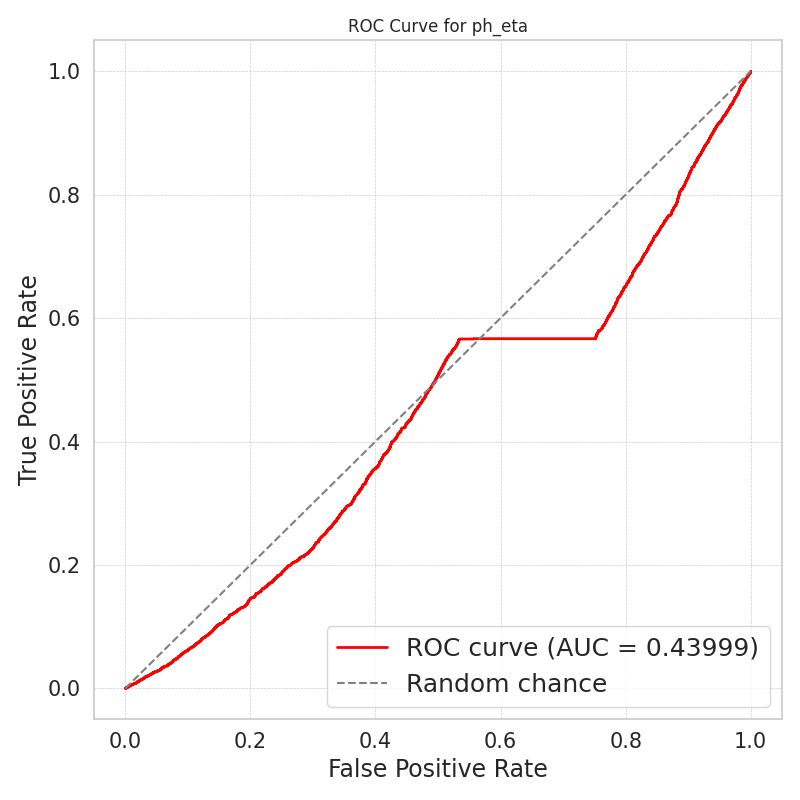 ROC Curve for ph_eta
1.0
0.8
0.6
0.4
0.2
0.0
True Positive Rate
ROC curve (AUC = 0.43999)
Random chance
0.0 0.2 0.4 0.6 0.8 1.0
False Positive Rate